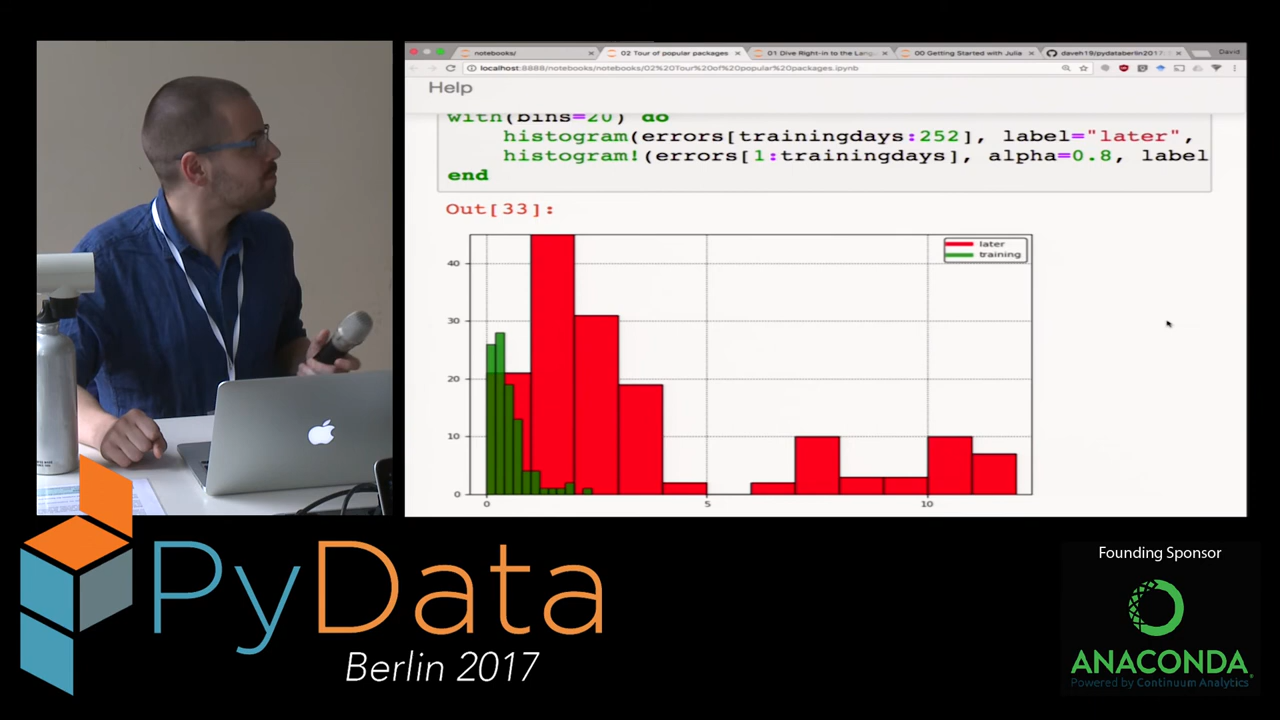 notebooks/
02 Tour of popular packages
01 Dive Right-in to the Lang
00 Getting Started with Julia
daveh19/pydataberlin2017
David
localhost:8888/notebooks/notebooks/02%20Tour%20of%20popular%20packages.ipynb
Help
with(bins=20) do
histogram(errors[trainingdays:252], label="later",
histogram!(errors[1:trainingdays], alpha=0.8, label
end
Out[33]:
later
training
40
30
20
10
0
0 5 10
PyData
Berlin 2017
Founding Sponsor
ANACONDA
Powered by Continuum Analytics